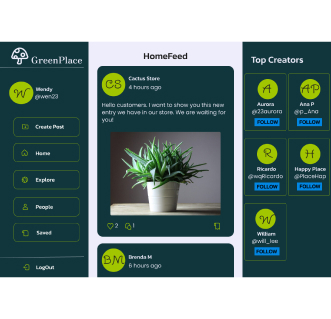 GreenPlace
W
Wendy
@wen23
Create Post
Home
Explore
People
Saved
LogOut
HomeFeed
CS
Cactus Store
4 hours ago
Hello customers, I want to show you this new
entry we have in our store. We are waiting for
you!
2
1
BM
Brenda M
6 hours ago
Top Creators
A
Aurora
@23aurora
FOLLOW
AP
Ana P
@p_Ana
FOLLOW
R
Ricardo
@wqRicardo
FOLLOW
H
Happy Place
@PlaceHap
FOLLOW
W
William
FOLLOW